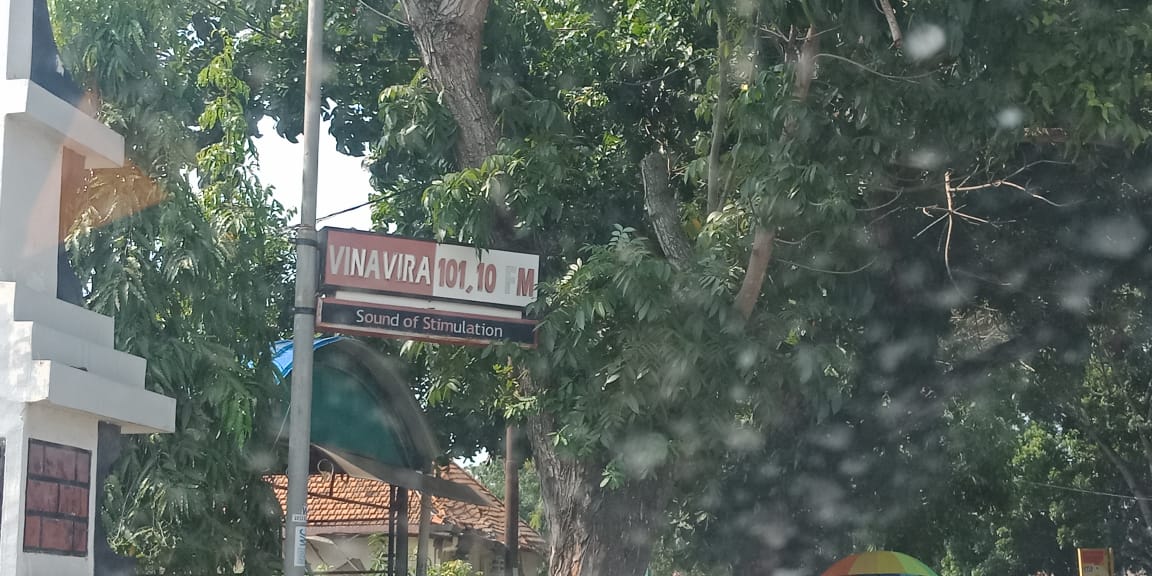 VINAVIRA 101,10 FM
Sound of Stimulation